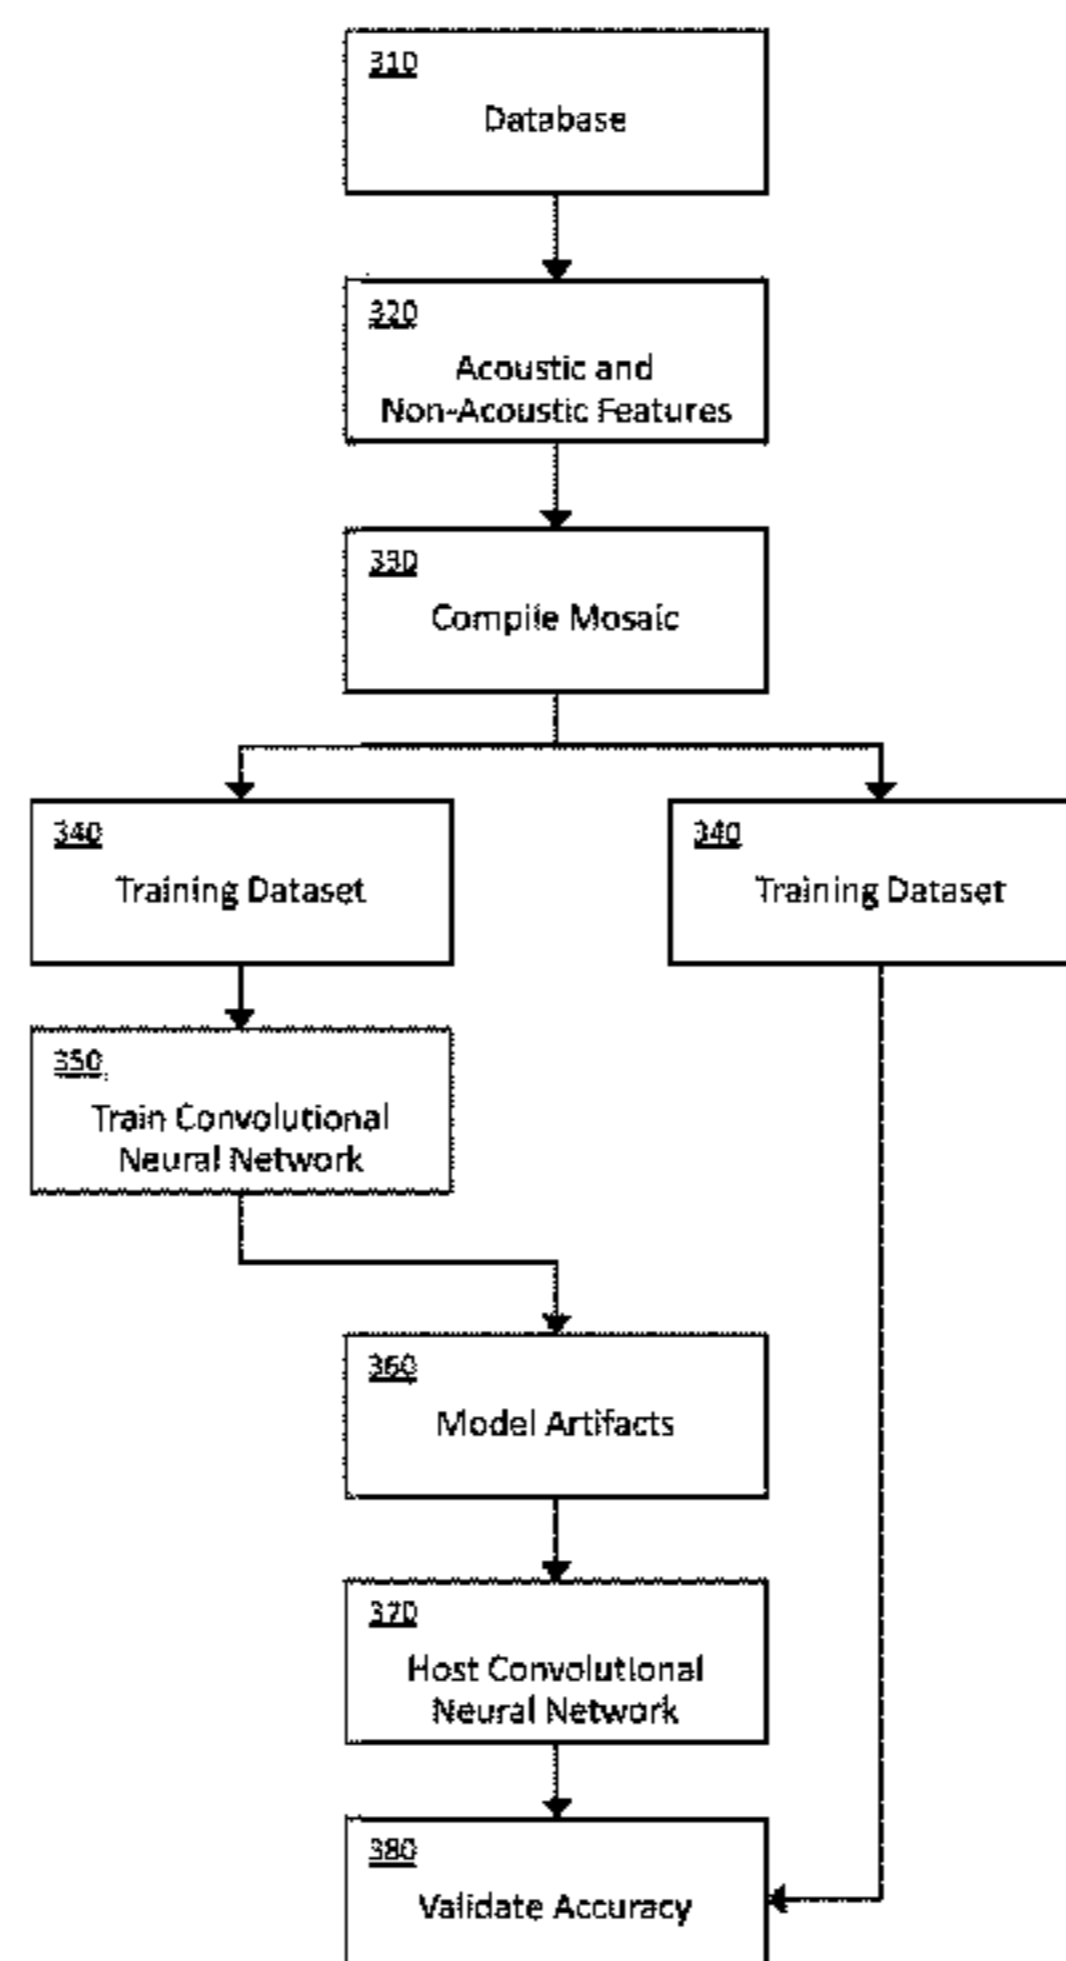 310
Database
320
Acoustic and
Non-Acoustic Features
330
Compile Mosaic
340
Training Dataset
340
Training Dataset
350
Train Convolutional
Neural Network
360
Model Artifacts
370
Host Convolutional
Neural Network
380
Validate Accuracy